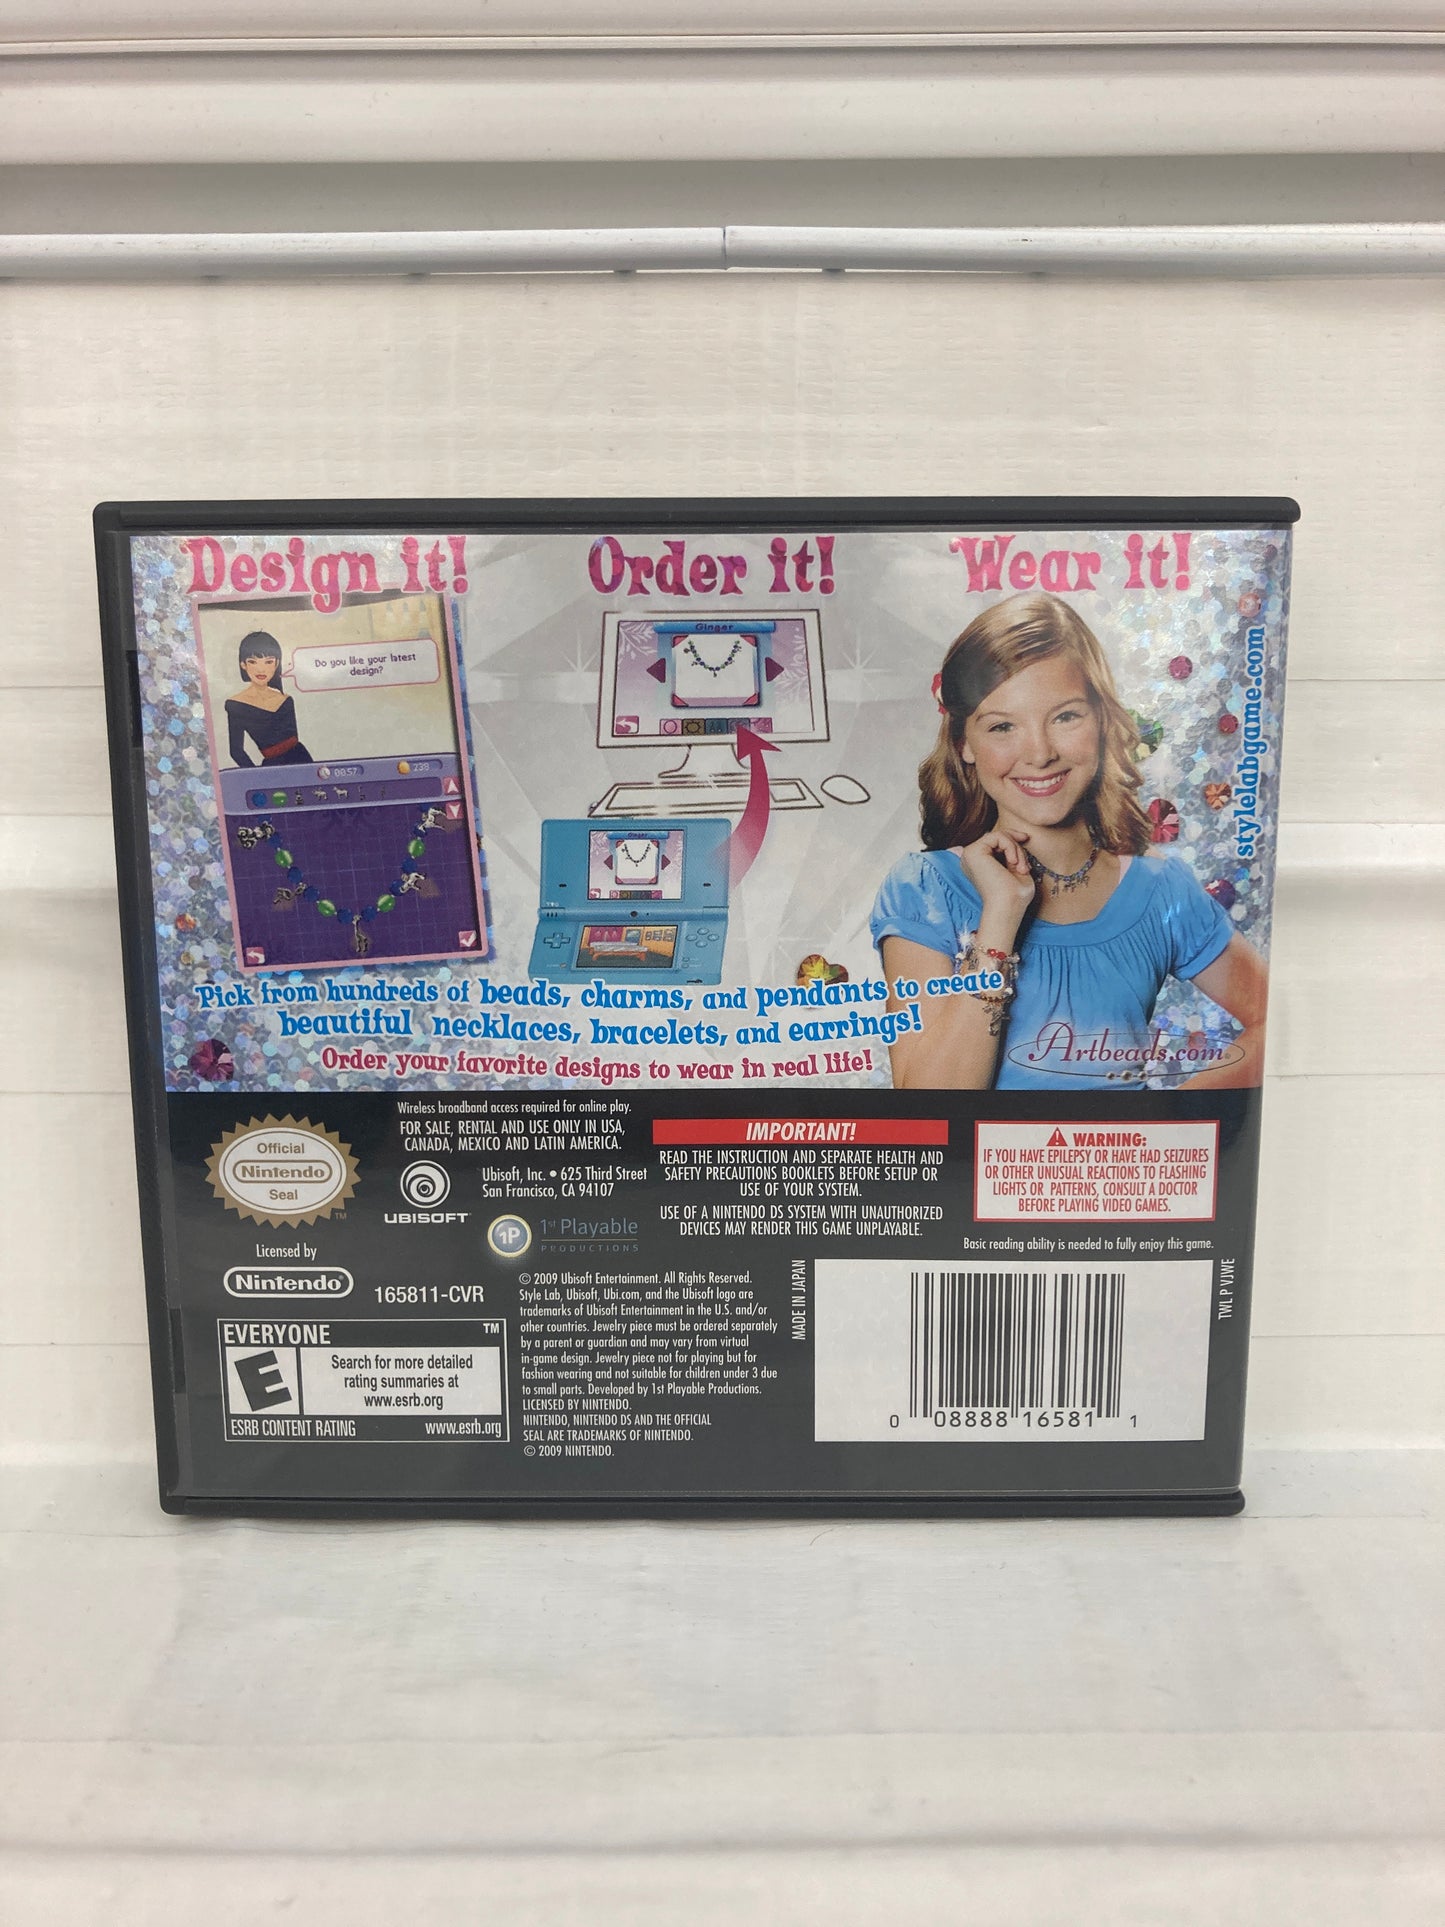 Design it!
Order it!
Wear it!
Do you like your latest
design?
00:57
238
Ginger
Ginger
stylelabgame.com
Pick from hundreds of beads, charms, and pendants to create
beautiful necklaces, bracelets, and earrings!
Order your favorite designs to wear in real life!
Artbeads.com
Official
Nintendo
Seal
TM
Licensed by
Nintendo
165811-CVR
Wireless broadband access required for online play.
FOR SALE, RENTAL AND USE ONLY IN USA,
CANADA, MEXICO AND LATIN AMERICA.
UBISOFT
Ubisoft, Inc. • 625 Third Street
San Francisco, CA 94107
1P
1st Playable
PRODUCTIONS
IMPORTANT!
READ THE INSTRUCTION AND SEPARATE HEALTH AND
SAFETY PRECAUTIONS BOOKLETS BEFORE SETUP OR
USE OF YOUR SYSTEM.
USE OF A NINTENDO DS SYSTEM WITH UNAUTHORIZED
DEVICES MAY RENDER THIS GAME UNPLAYABLE.
WARNING:
IF YOU HAVE EPILEPSY OR HAVE HAD SEIZURES
OR OTHER UNUSUAL REACTIONS TO FLASHING
LIGHTS OR PATTERNS, CONSULT A DOCTOR
BEFORE PLAYING VIDEO GAMES.
Basic reading ability is needed to fully enjoy this game.
EVERYONE
TM
E
Search for more detailed
rating summaries at
www.esrb.org
ESRB CONTENT RATING www.esrb.org
© 2009 Ubisoft Entertainment. All Rights Reserved.
Style Lab, Ubisoft, Ubi.com, and the Ubisoft logo are
trademarks of Ubisoft Entertainment in the U.S. and/or
other countries. Jewelry piece must be ordered separately
by a parent or guardian and may vary from virtual
in-game design. Jewelry piece not for playing but for
fashion wearing and not suitable for children under 3 due
to small parts. Developed by 1st Playable Productions.
LICENSED BY NINTENDO.
NINTENDO, NINTENDO DS AND THE OFFICIAL
SEAL ARE TRADEMARKS OF NINTENDO.
© 2009 NINTENDO.
MADE IN JAPAN
TWL P VJWE
0 08888 16581 1